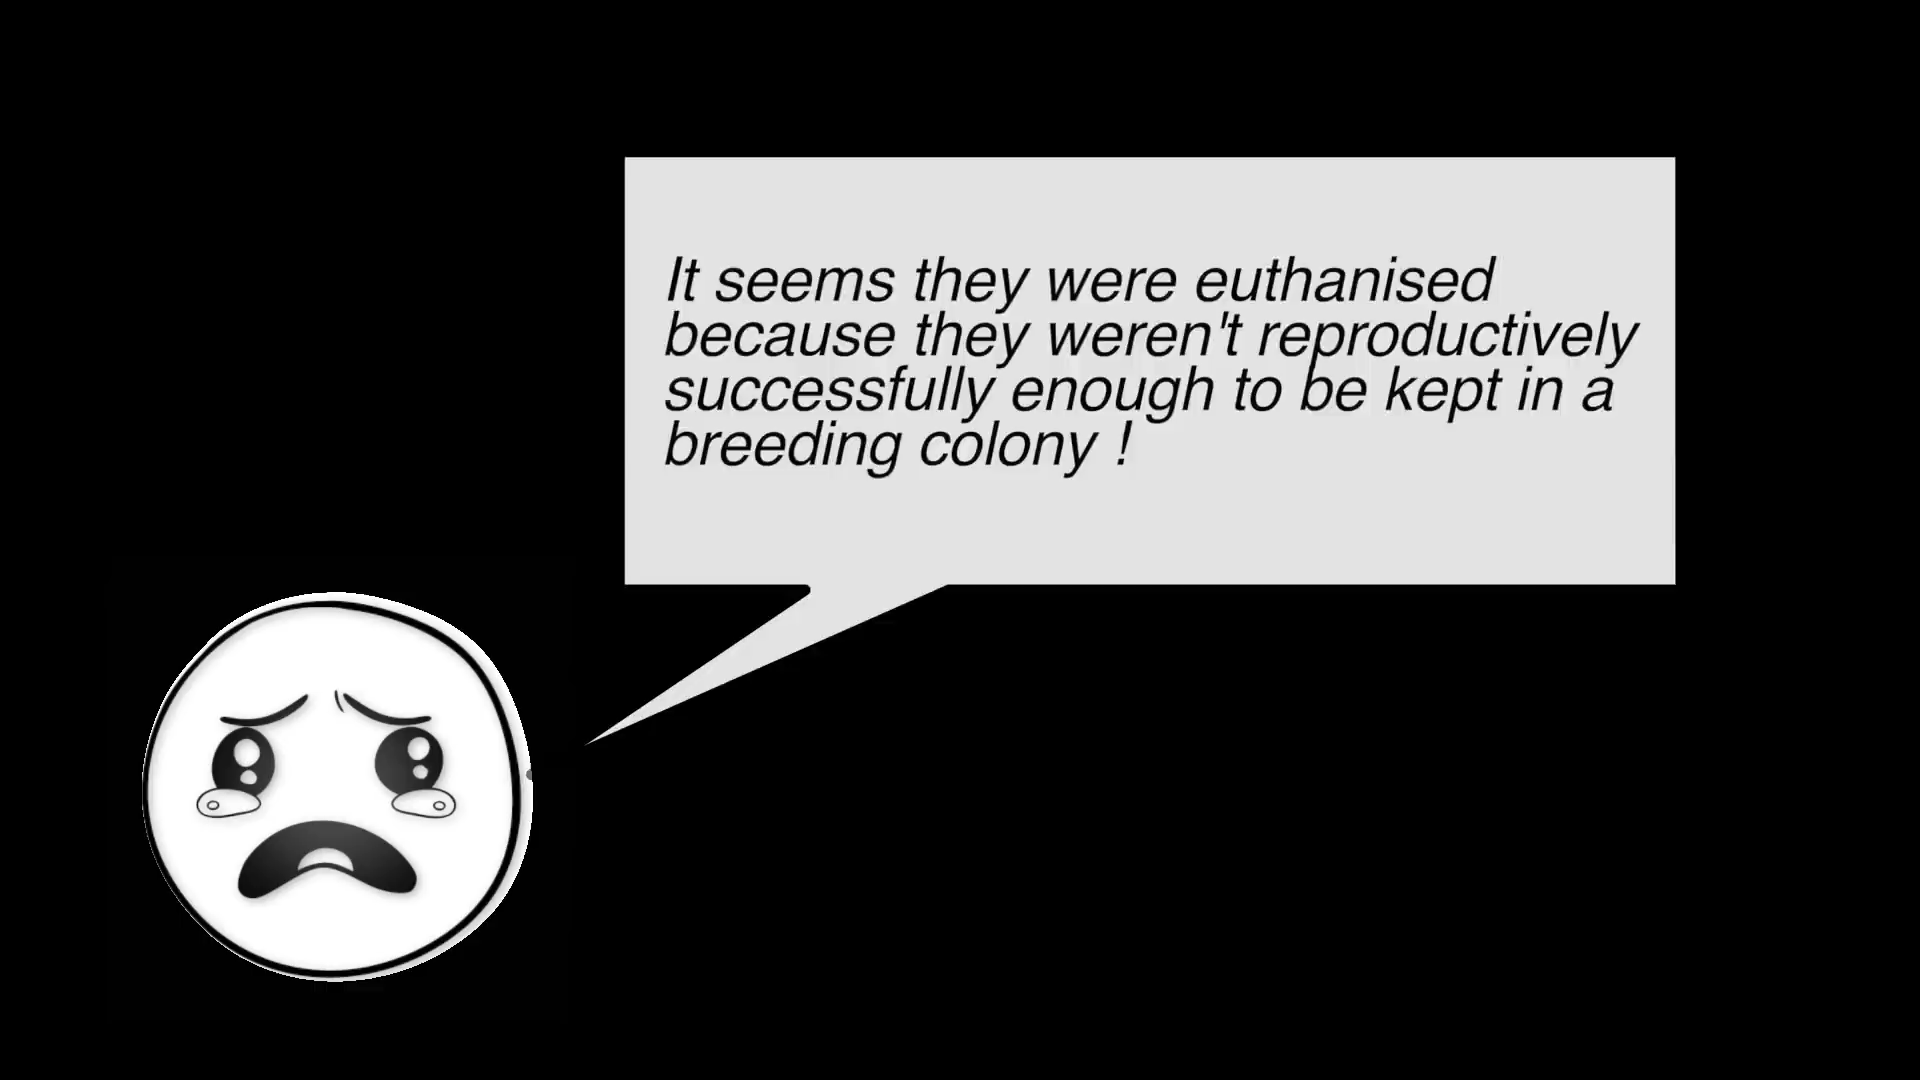 It seems they were euthanised
because they weren't reproductively
successfully enough to be kept in a
breeding colony !